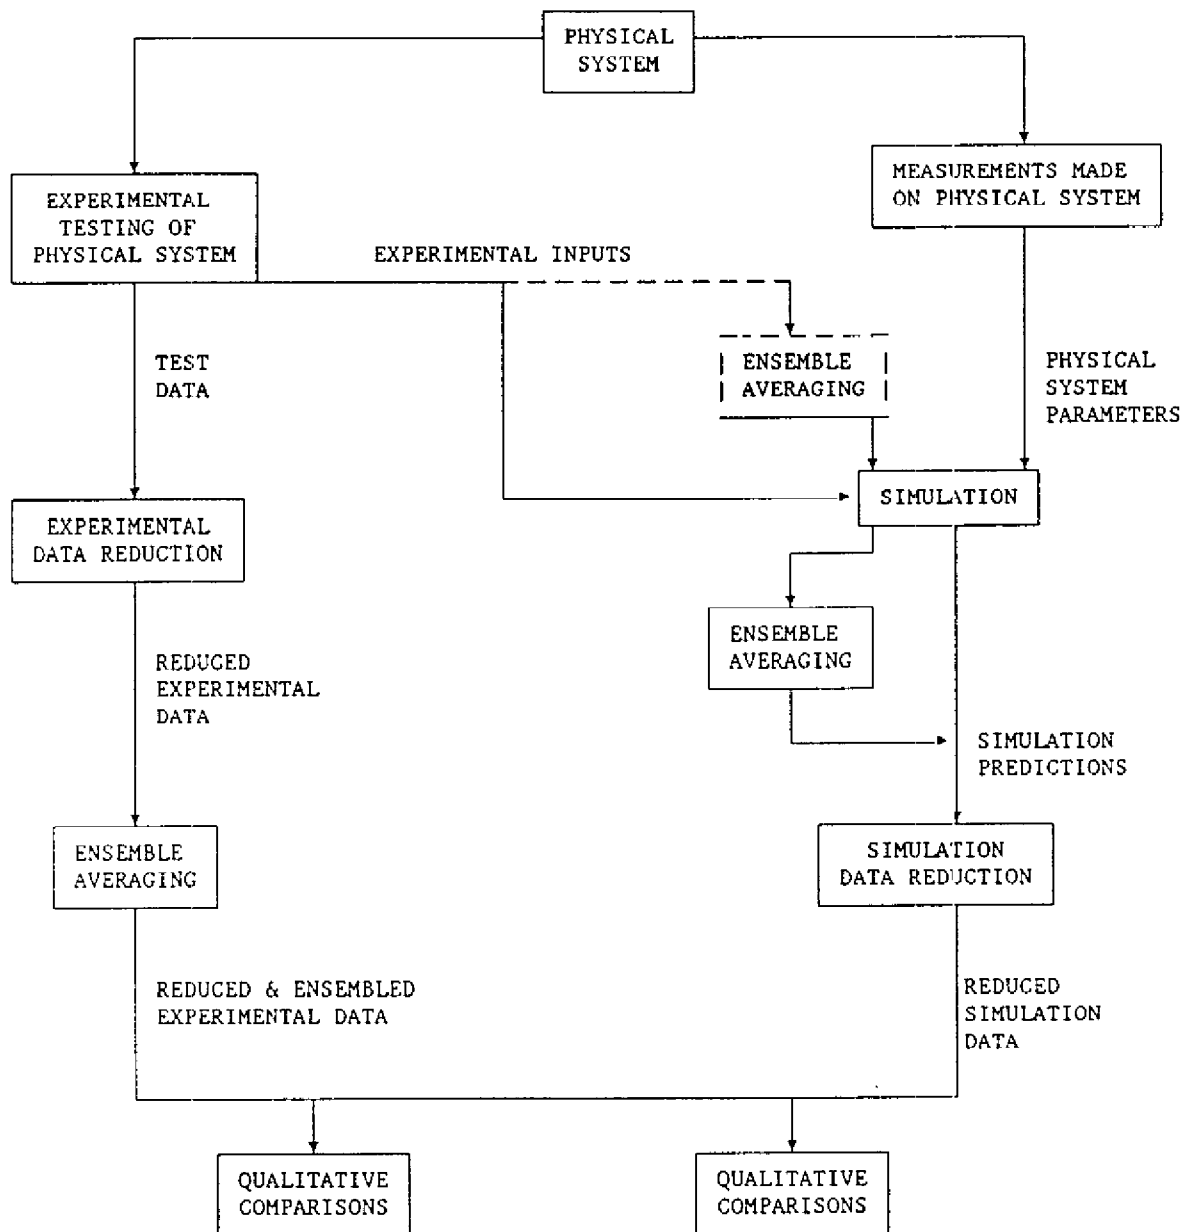 PHYSICAL
SYSTEM
EXPERIMENTAL
TESTING OF
PHYSICAL SYSTEM
MEASUREMENTS MADE
ON PHYSICAL SYSTEM
EXPERIMENTAL INPUTS
TEST
DATA
ENSEMBLE
AVERAGING
PHYSICAL
SYSTEM
PARAMETERS
SIMULATION
EXPERIMENTAL
DATA REDUCTION
ENSEMBLE
AVERAGING
REDUCED
EXPERIMENTAL
DATA
SIMULATION
PREDICTIONS
ENSEMBLE
AVERAGING
SIMULATION
DATA REDUCTION
REDUCED & ENSEMBLED
EXPERIMENTAL DATA
REDUCED
SIMULATION
DATA
QUALITATIVE
COMPARISONS
QUALITATIVE
COMPARISONS